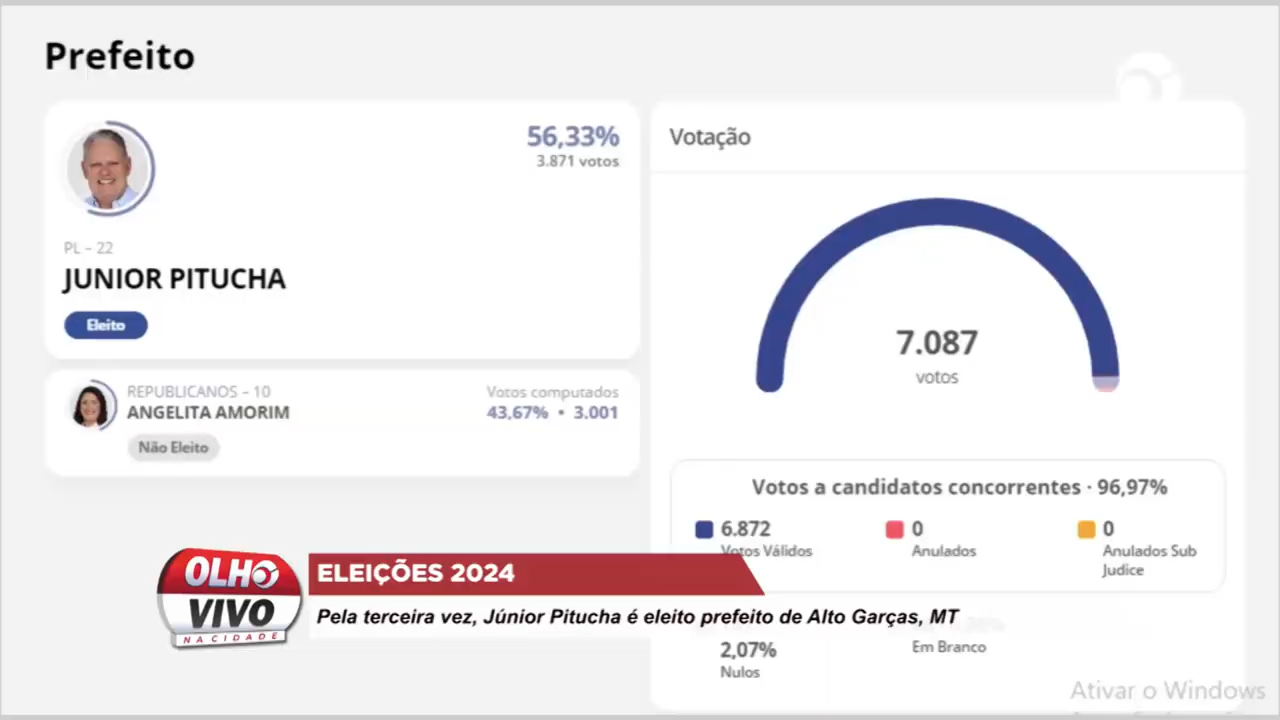 Prefeito
56,33%
3.871 votos
PL – 22
JUNIOR PITUCHA
Eleito
REPUBLICANOS – 10
ANGELITA AMORIM
Votos computados
43,67% • 3.001
Não Eleito
Votação
7.087
votos
Votos a candidatos concorrentes · 96,97%
6.872
Votos Válidos
0
Anulados
0
Anulados Sub
Judice
2,07%
Nulos
Em Branco
OLHO
VIVO
NA CIDADE
ELEIÇÕES 2024
Pela terceira vez, Júnior Pitucha é eleito prefeito de Alto Garças, MT
Ativar o Windows